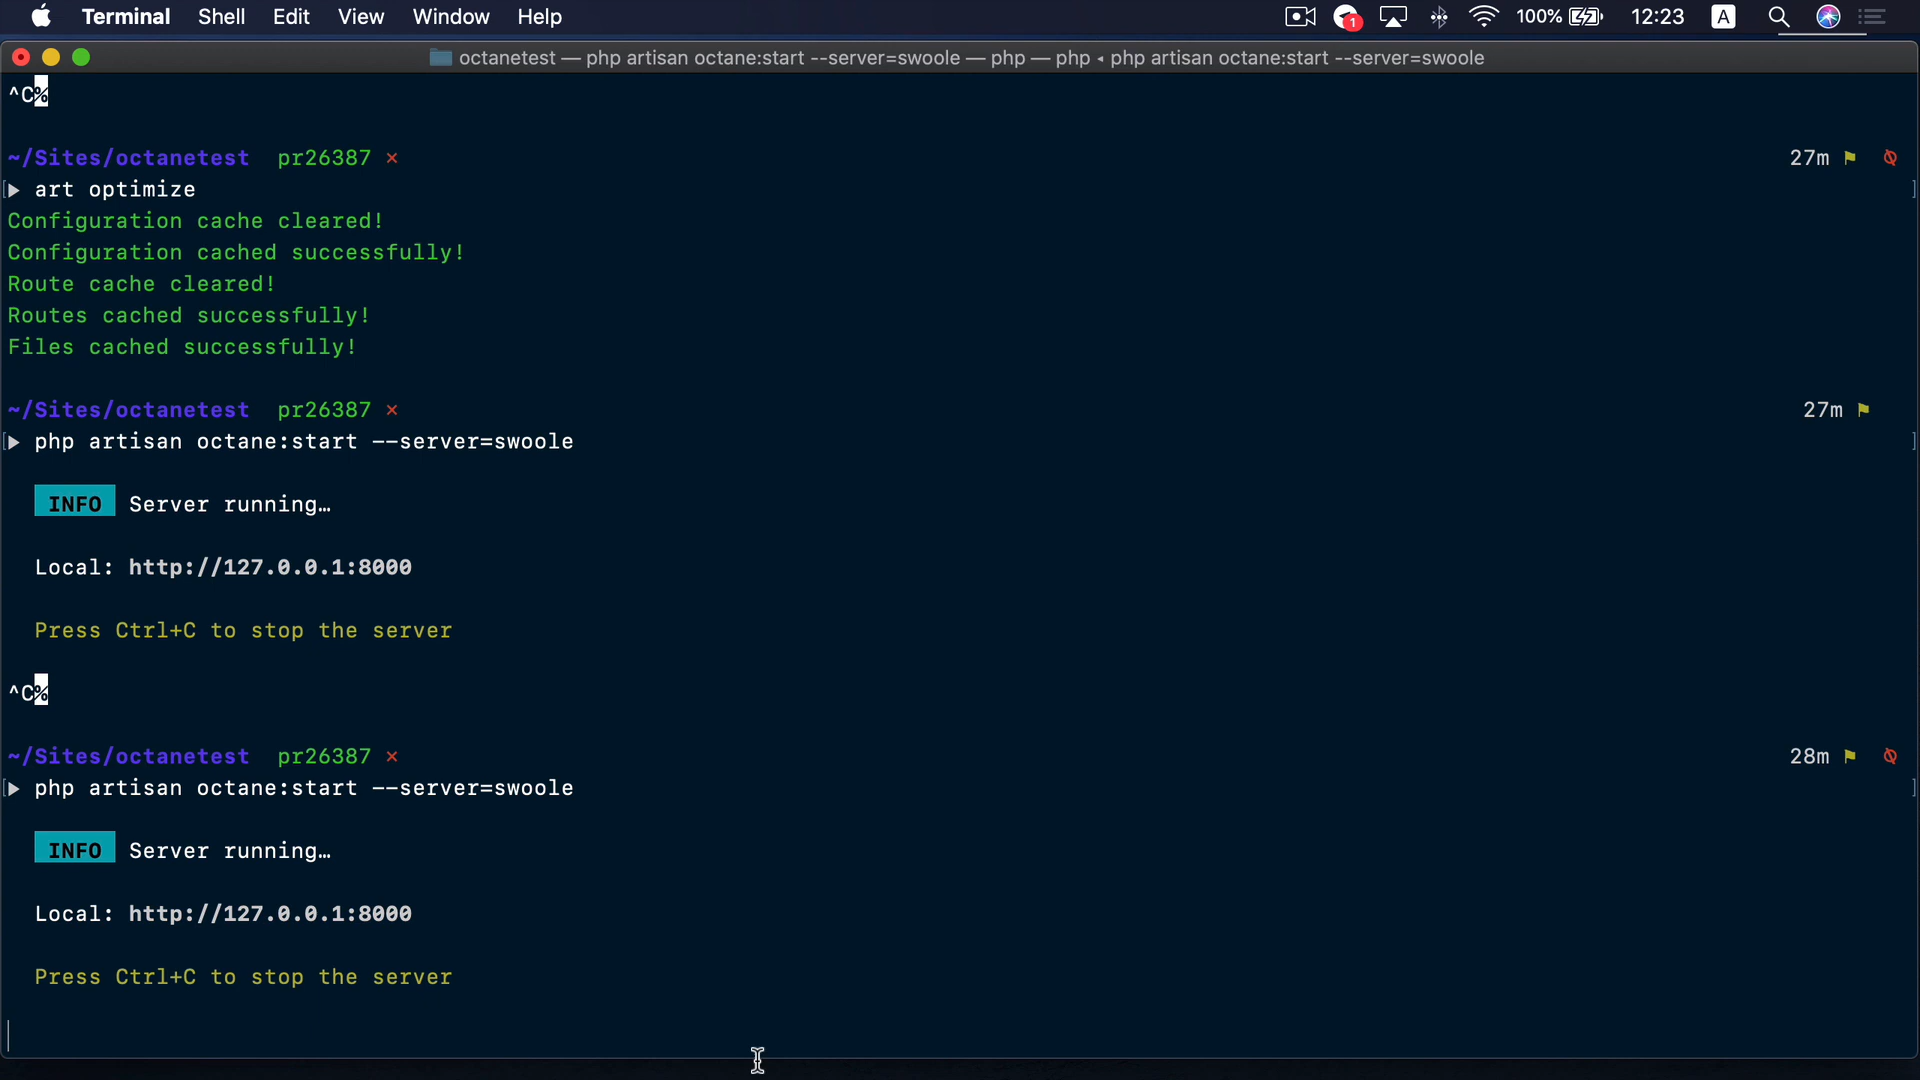 Terminal Shell Edit View Window Help 1 100% 12:23 A
octanetest — php artisan octane:start --server=swoole — php — php ◂ php artisan octane:start --server=swoole
^C%
~/Sites/octanetest pr26387 × 27m
▶ art optimize
Configuration cache cleared!
Configuration cached successfully!
Route cache cleared!
Routes cached successfully!
Files cached successfully!
~/Sites/octanetest pr26387 × 27m
▶ php artisan octane:start --server=swoole
INFO Server running…
Local: http://127.0.0.1:8000
Press Ctrl+C to stop the server
^C%
~/Sites/octanetest pr26387 × 28m
▶ php artisan octane:start --server=swoole
INFO Server running…
Local: http://127.0.0.1:8000
Press Ctrl+C to stop the server